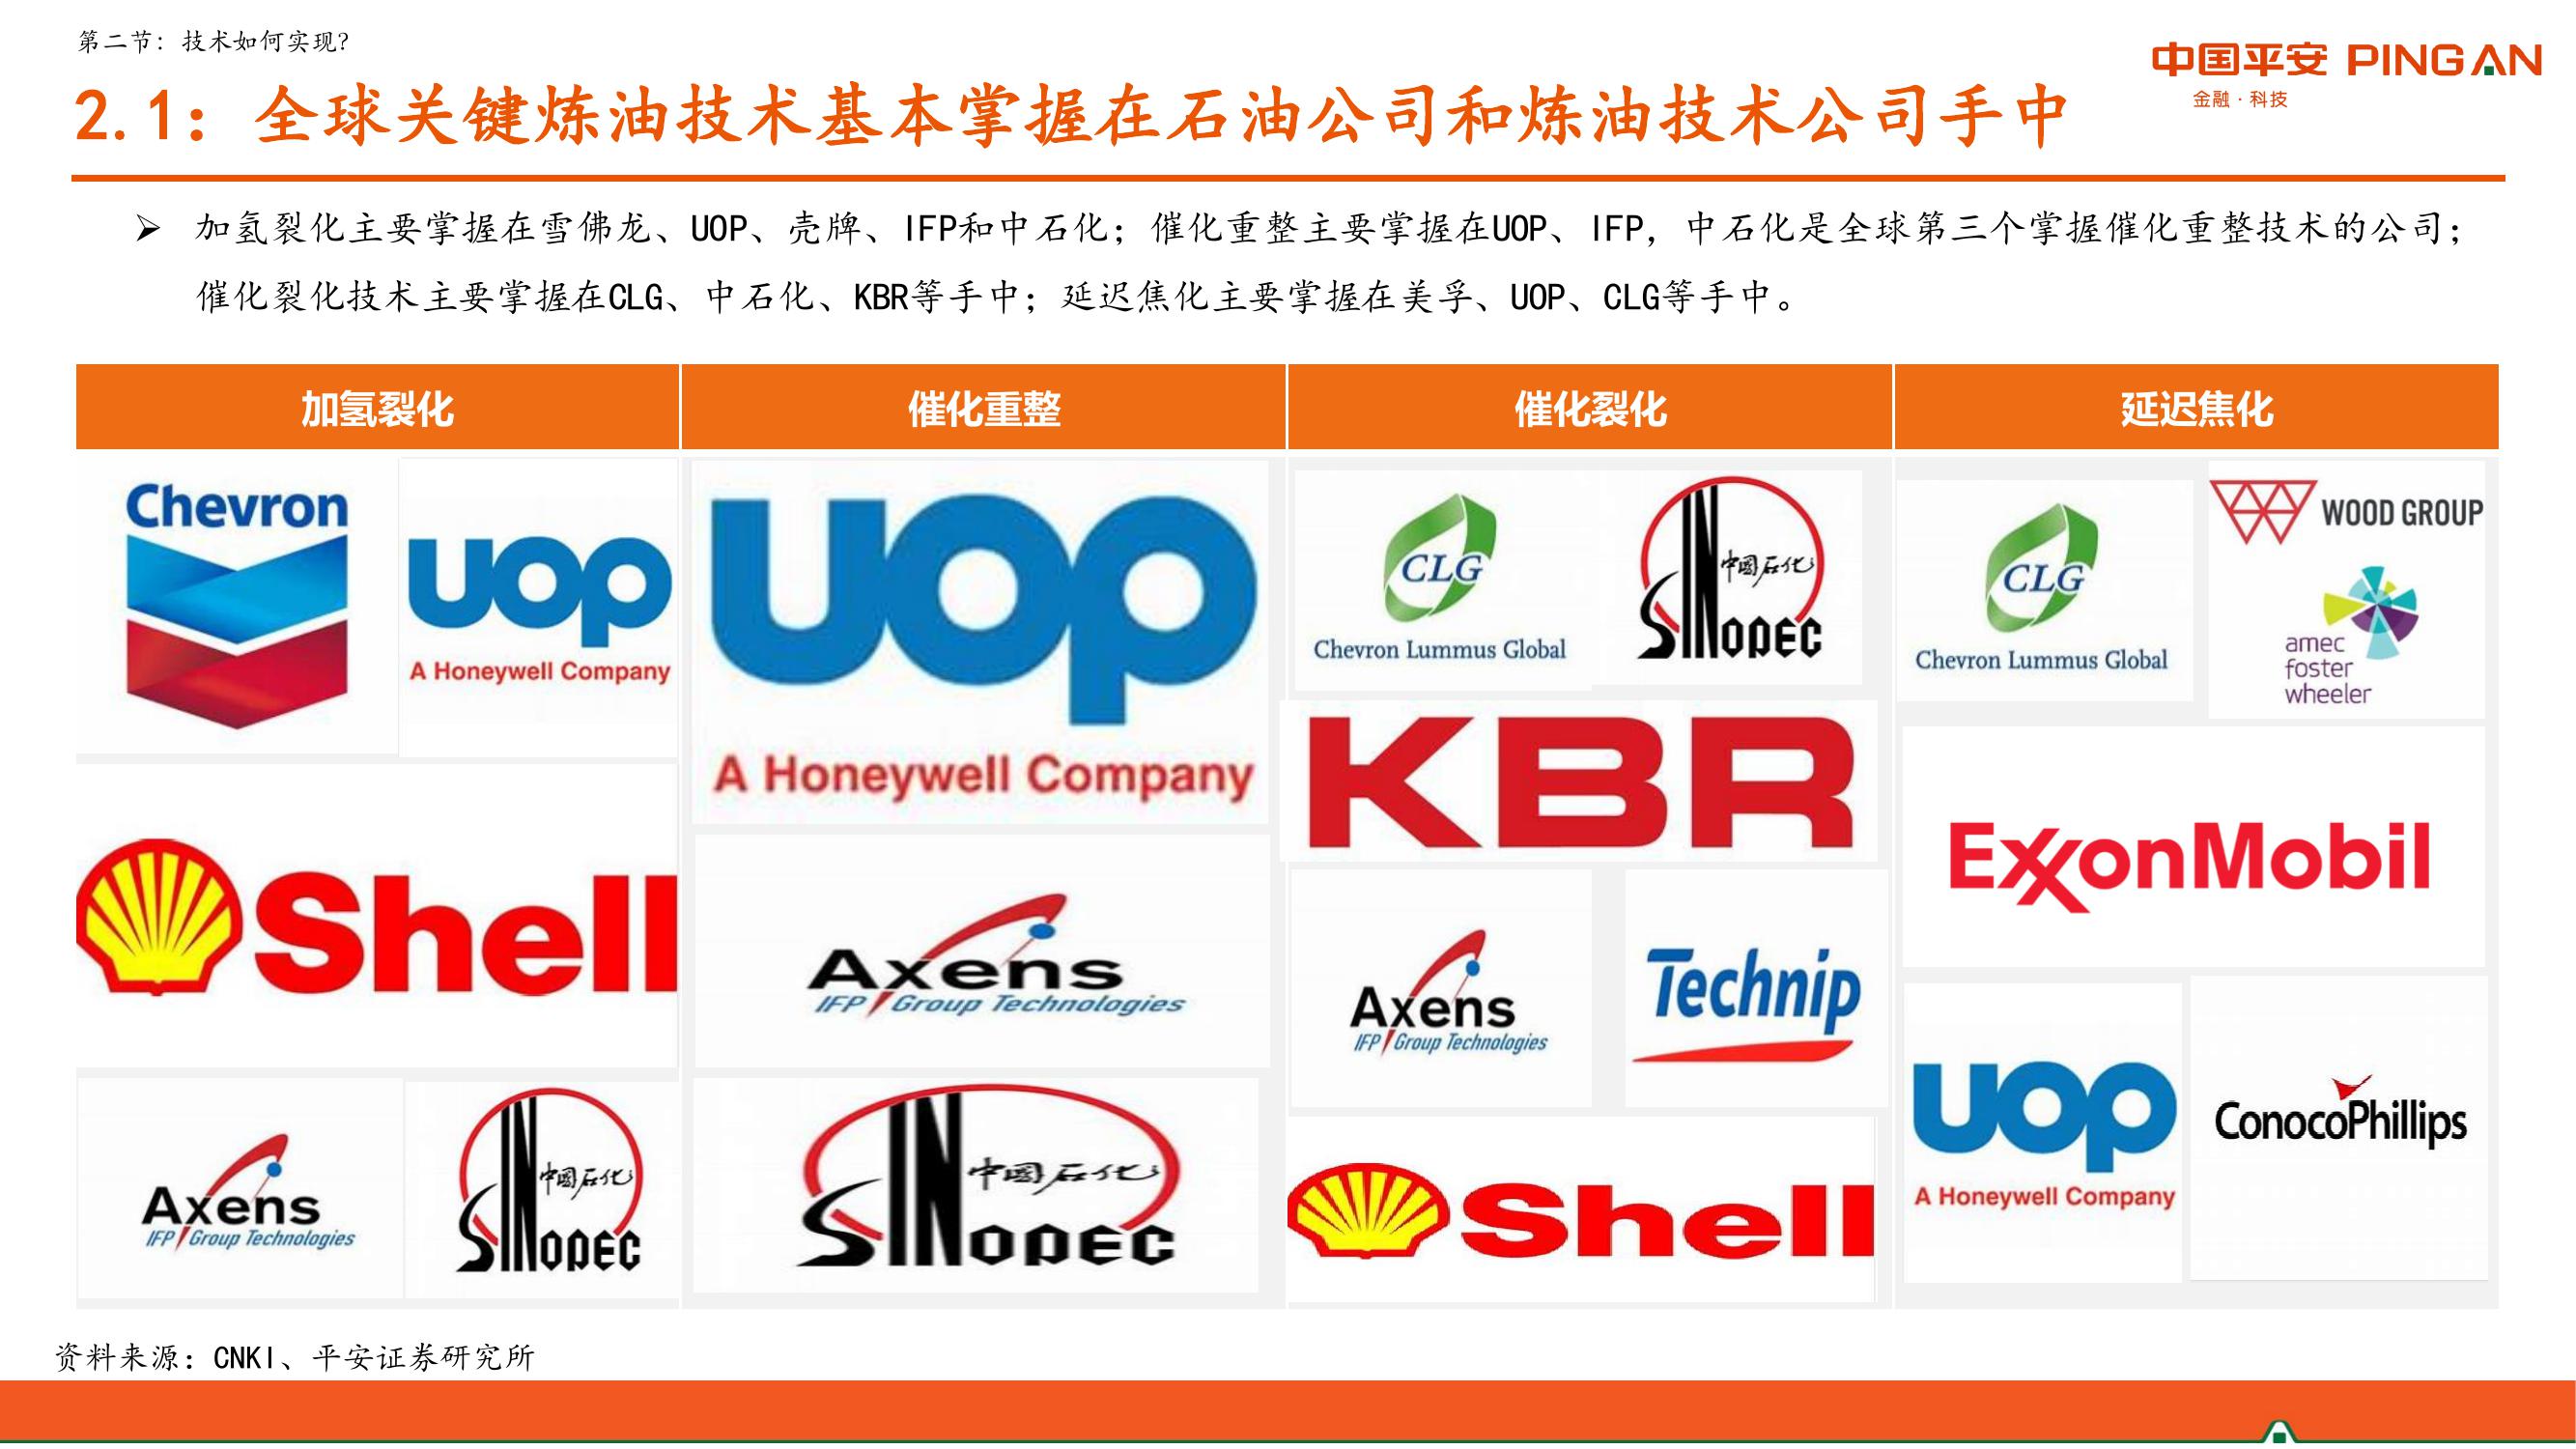 第二节：技术如何实现?
中国平安 PINGAN
金融·科技
2.1：全球关键炼油技术基本掌握在石油公司和炼油技术公司手中
➢ 加氢裂化主要掌握在雪佛龙、UOP、壳牌、IFP和中石化；催化重整主要掌握在UOP、IFP，中石化是全球第三个掌握催化重整技术的公司；
催化裂化技术主要掌握在CLG、中石化、KBR等手中；延迟焦化主要掌握在美孚、UOP、CLG等手中。
加氢裂化
Chevron
uop
A Honeywell Company
Shell
Axens
IFP Group Technologies
中国石化
SINOPEC
催化重整
uop
A Honeywell Company
Axens
IFP Group Technologies
中国石化
SINOPEC
催化裂化
CLG
Chevron Lummus Global
中国石化
SINOPEC
KBR
Axens
IFP Group Technologies
Technip
Shell
延迟焦化
CLG
Chevron Lummus Global
WOOD GROUP
amec
foster
wheeler
ExxonMobil
uop
A Honeywell Company
ConocoPhillips
资料来源：CNKI、平安证券研究所